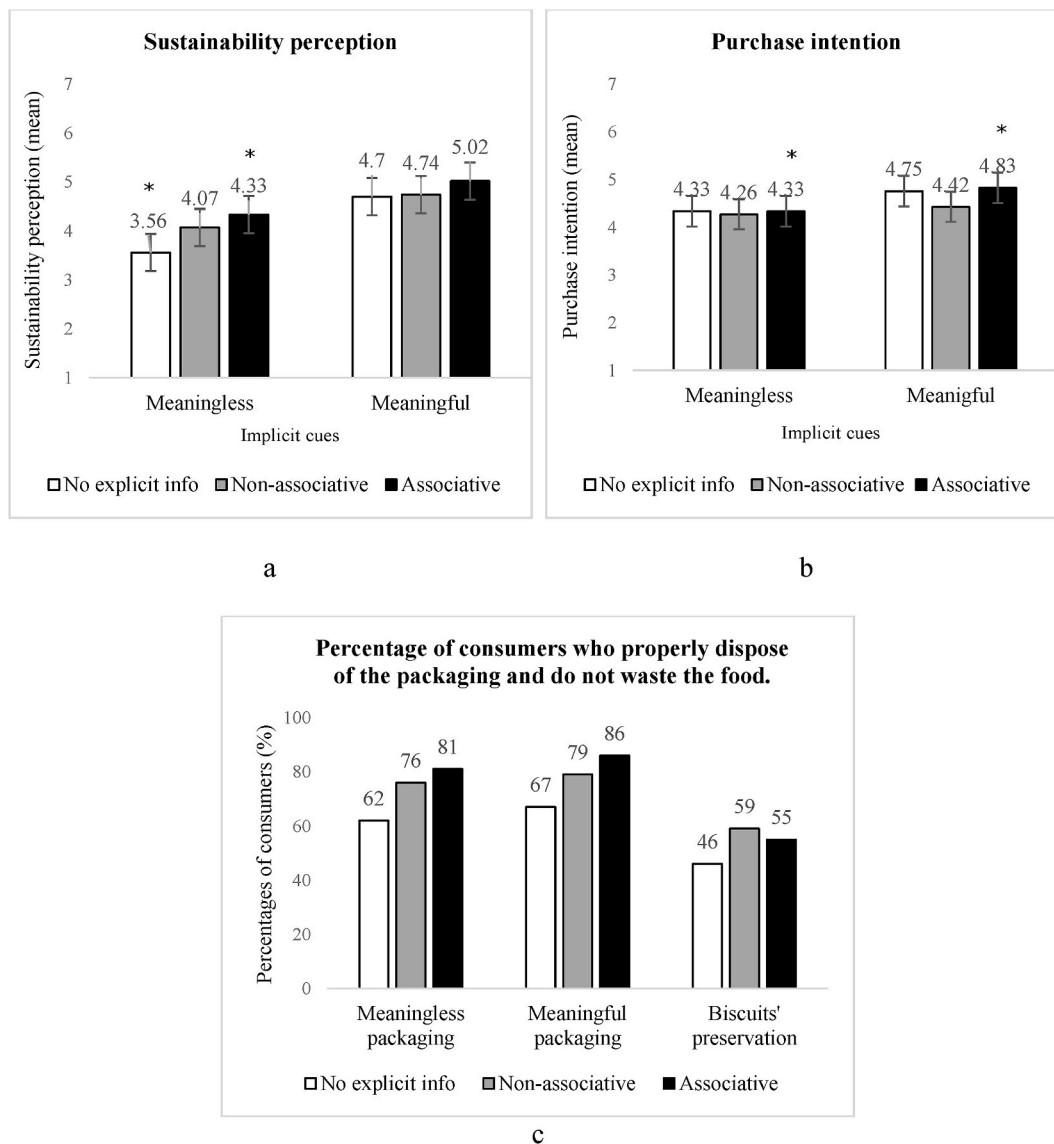 Sustainability perception
Sustainability perception (mean)
7
6
5
4
3
2
1
*
3.56
4.07
*
4.33
4.7
4.74
5.02
Meaningless
Meaningful
Implicit cues
No explicit info
Non-associative
Associative
a
Purchase intention
Purchase intention (mean)
7
6
5
4
3
2
1
4.33
4.26
*
4.33
4.75
4.42
*
4.83
Meaningless
Meanigful
Implicit cues
No explicit info
Non-associative
Associative
b
Percentage of consumers who properly dispose
of the packaging and do not waste the food.
Percentages of consumers (%)
100
80
60
40
20
0
62
76
81
67
79
86
46
59
55
Meaningless
packaging
Meaningful
packaging
Biscuits'
preservation
No explicit info
Non-associative
Associative
c